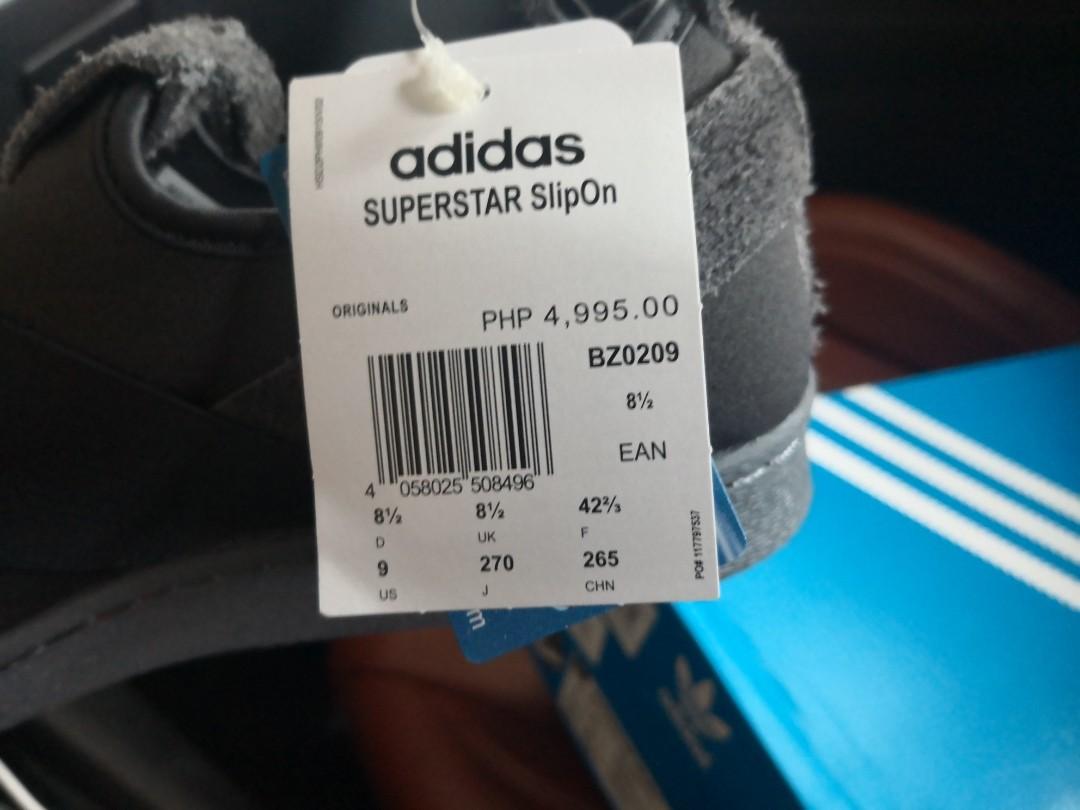 adidas
SUPERSTAR SlipOn
ORIGINALS
PHP 4,995.00
BZ0209
8½
EAN
4 058025 508496
8½ 8½ 42⅔
D UK F
9 270 265
US J CHN
PO# 117797537
m